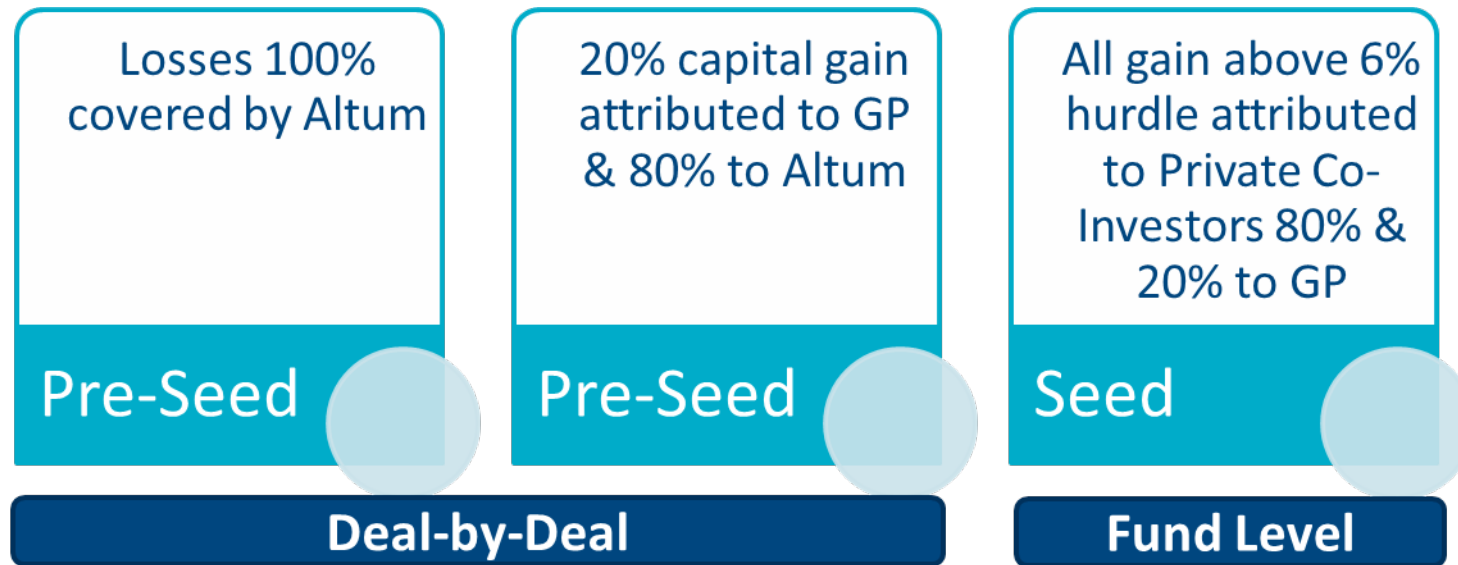 Losses 100%
covered by Altum
Pre-Seed
20% capital gain
attributed to GP
& 80% to Altum
Pre-Seed
All gain above 6%
hurdle attributed
to Private Co-
Investors 80% &
20% to GP
Seed
Deal-by-Deal
Fund Level